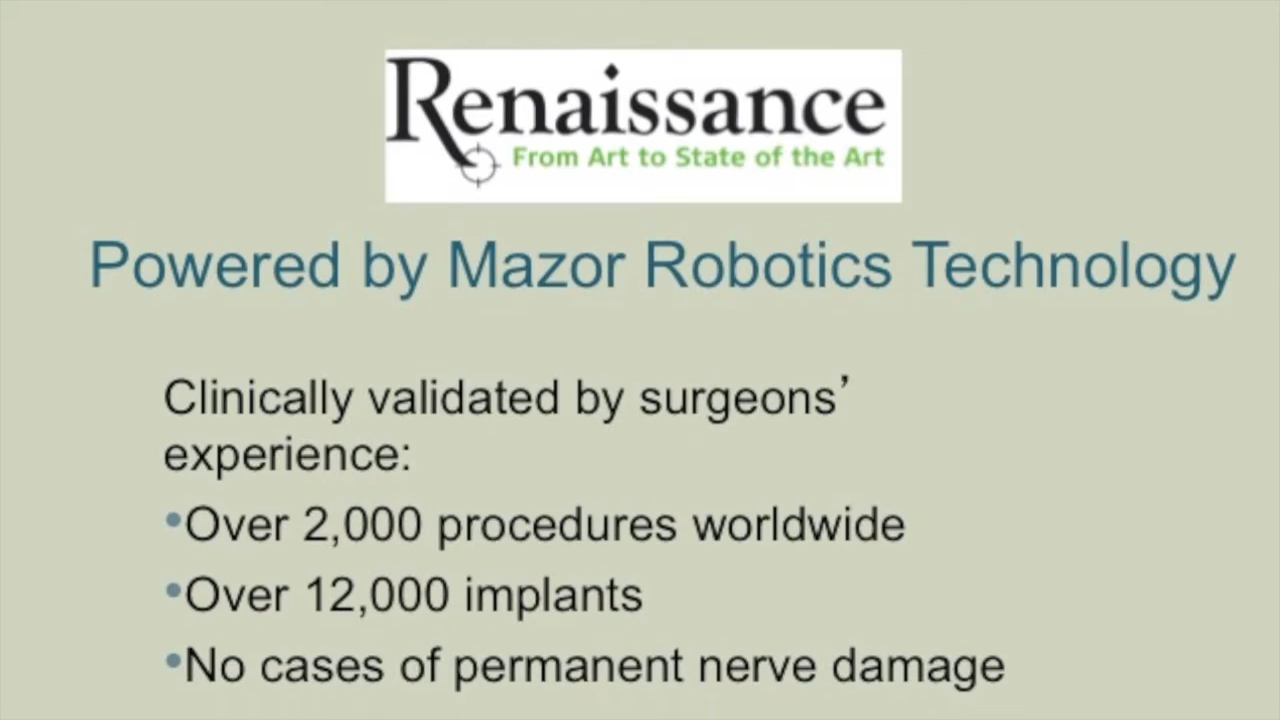 Renaissance
From Art to State of the Art
Powered by Mazor Robotics Technology
Clinically validated by surgeons’
experience:
•Over 2,000 procedures worldwide
•Over 12,000 implants
•No cases of permanent nerve damage